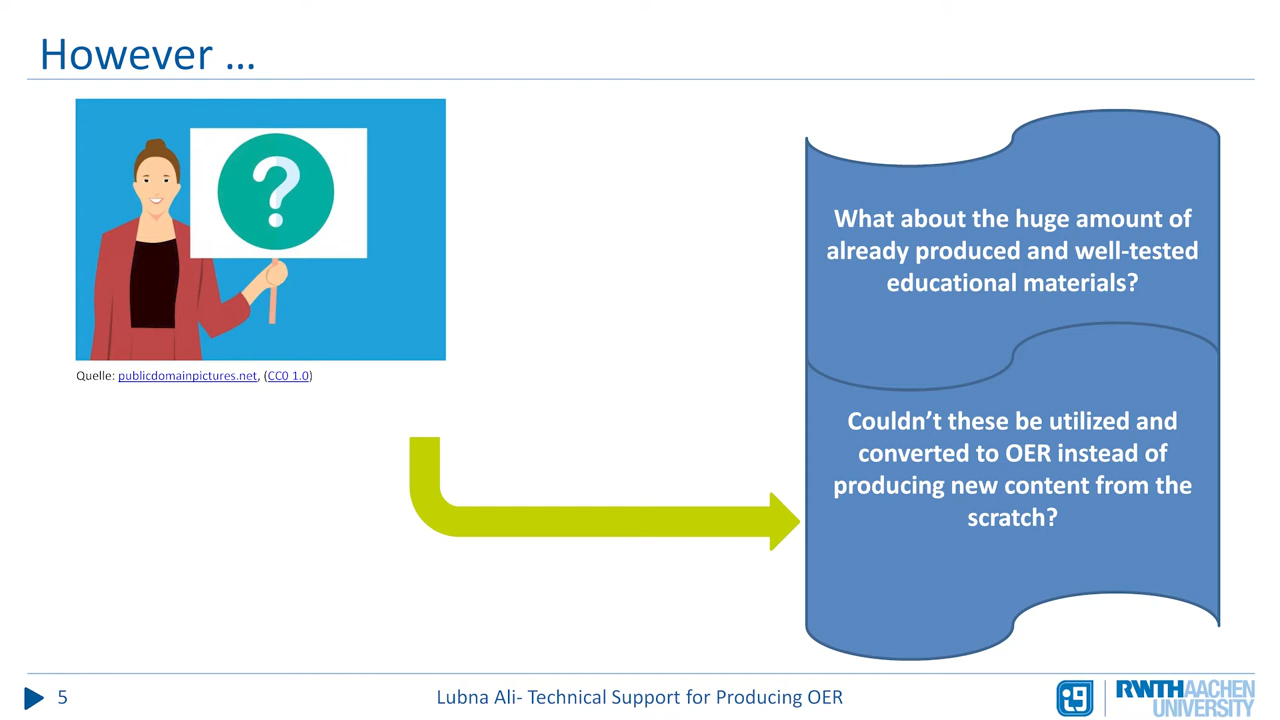 However …
?
Quelle: publicdomainpictures.net, (CC0 1.0)
What about the huge amount of
already produced and well-tested
educational materials?
Couldn’t these be utilized and
converted to OER instead of
producing new content from the
scratch?
5
Lubna Ali- Technical Support for Producing OER
RWTHAACHEN
UNIVERSITY